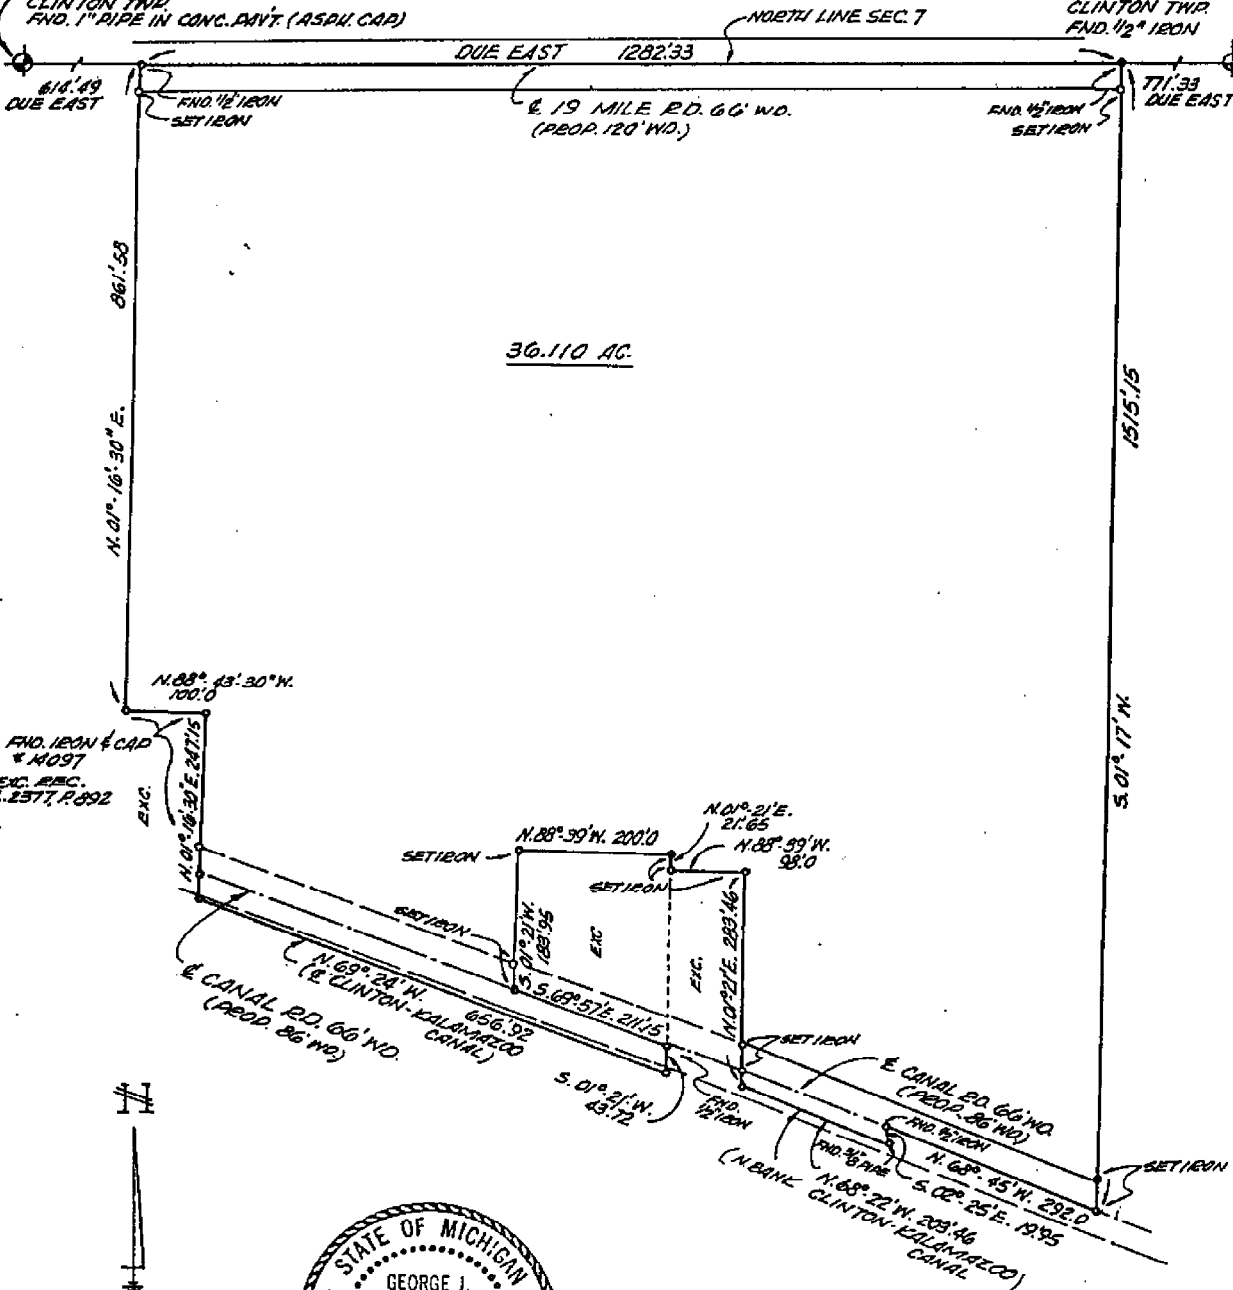 CLINTON TWP.
FND. 1" PIPE IN CONC. PAV'T. (ASPH. CAP)
NORTH LINE SEC. 7
CLINTON TWP.
FND. 1/2" IRON
DUE EAST 1282.33
614.49
DUE EAST
FND. 1/2" IRON
SET IRON
℄ 19 MILE RD. 66' WD.
(PROP. 120' WD.)
FND. 1/2" IRON
SET IRON
771.33
DUE EAST
N. 01°-16'-30" E. 861.58
36.110 AC.
S. 01°-17' W. 1515.15
N. 88°-43'-30" W.
100.0
FND. IRON & CAP
# 14097
EXC. REC.
L. 2377, P. 892
EXC.
N. 01°-16'-30" E. 247.15
N. 88°-39' W. 200.0
N. 01°-21' E.
21.65
N. 88°-39' W.
98.0
SET IRON
SET IRON
SET IRON
S. 01°-21' W.
183.95
EXC
EXC.
N. 01°-21' E. 283.46
S. 69°-57' E. 211.15
N. 69°-24' W. 656.92
(℄ CLINTON-KALAMAZOO
CANAL)
℄ CANAL RD. 66' WD.
(PROP. 86' WD.)
S. 01°-21' W.
43.72
FND.
1/2" IRON
SET IRON
℄ CANAL RD. 66' WD.
(PROP. 86' WD.)
FND. 1/2" IRON
N. 68°-45' W. 292.0
SET IRON
S. 02°-25' E. 19.95
N. 68°-22' W. 203.46
(N. BANK CLINTON-KALAMAZOO)
CANAL
N
STATE OF MICHIGAN
GEORGE J.